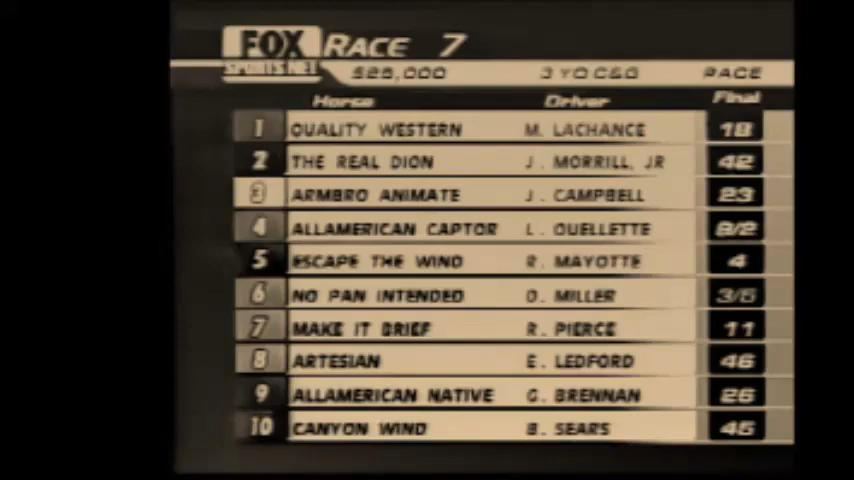 FOX RACE 7
SPORTS NET $25,000 3 YO C&G PACE
Horse Driver Final
1 QUALITY WESTERN M. LACHANCE 18
2 THE REAL DION J. MORRILL, JR 42
3 ARMBRO ANIMATE J. CAMPBELL 23
4 ALLAMERICAN CAPTOR L. OUELLETTE 9/2
5 ESCAPE THE WIND R. MAYOTTE 4
6 NO PAN INTENDED D. MILLER 3/5
7 MAKE IT BRIEF R. PIERCE 11
8 ARTESIAN E. LEDFORD 46
9 ALLAMERICAN NATIVE G. BRENNAN 26
10 CANYON WIND B. SEARS 45